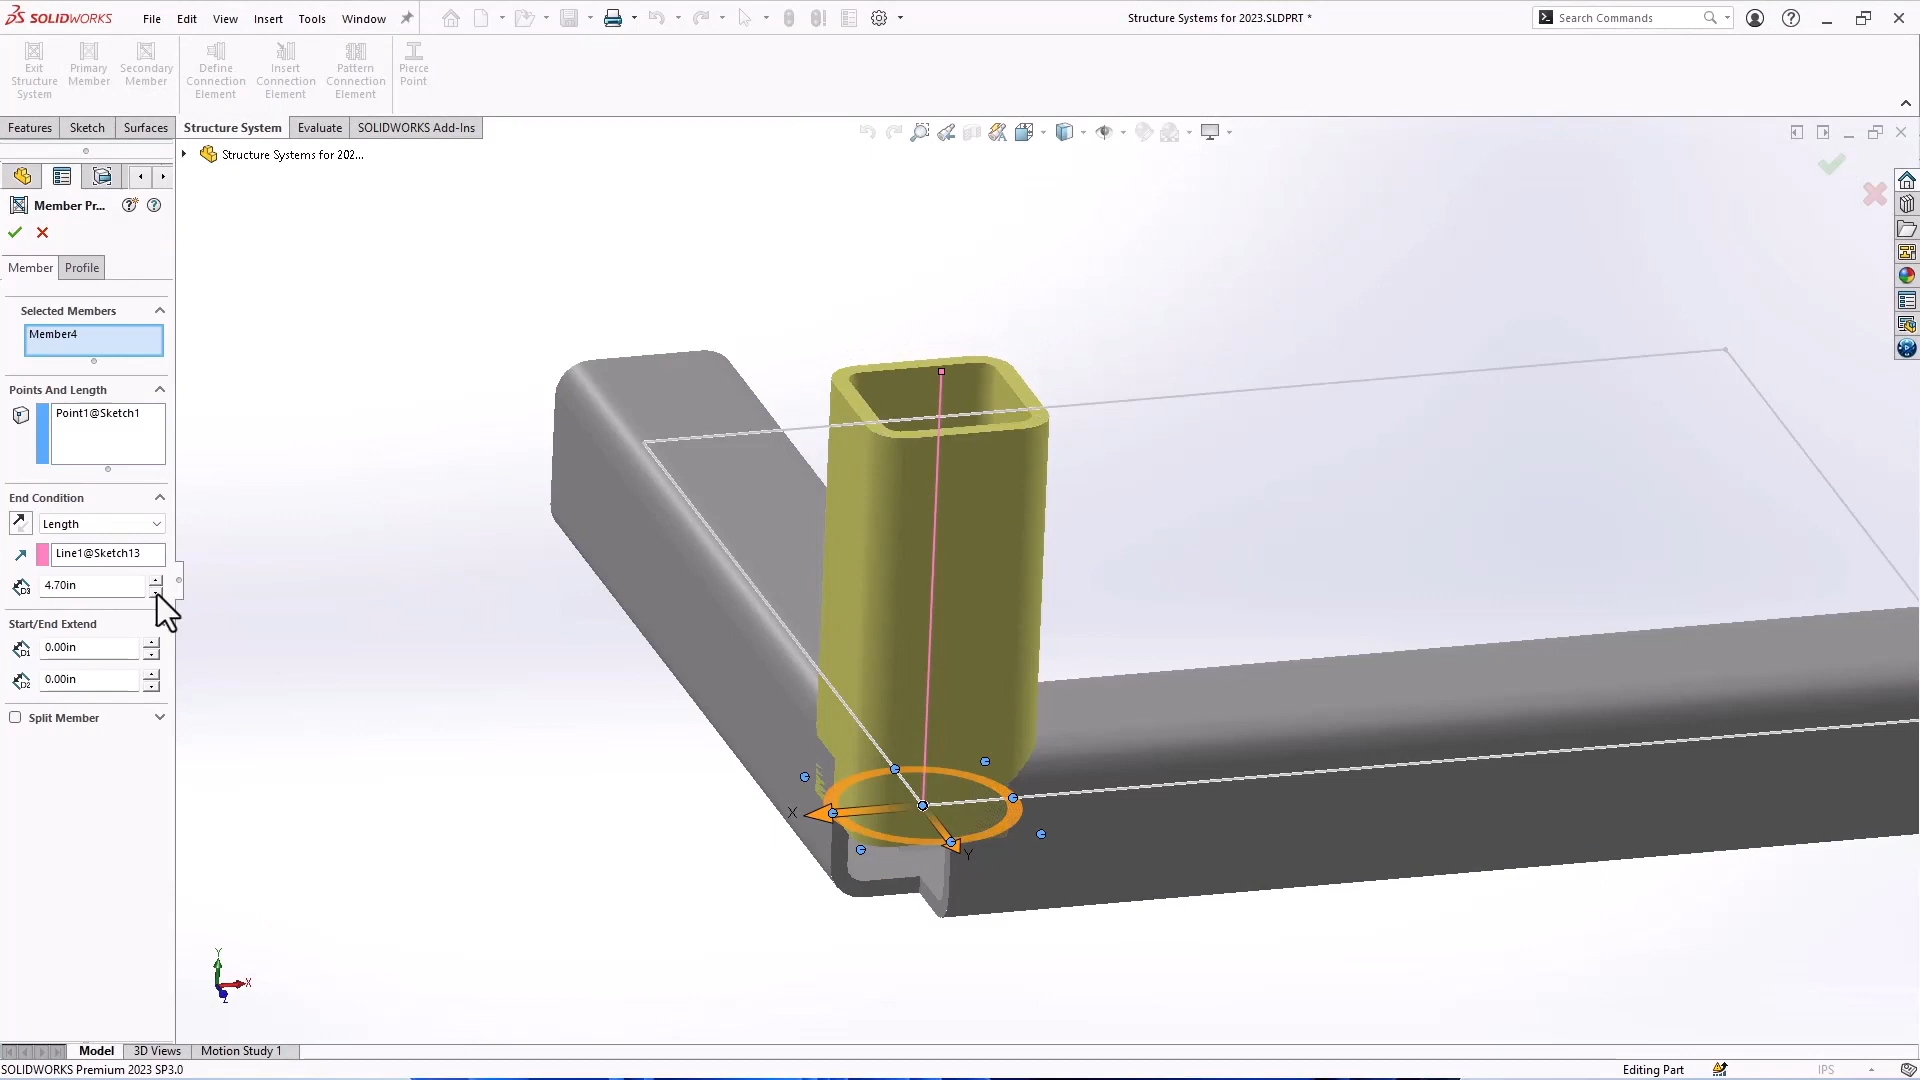 SOLIDWORKS File Edit View Insert Tools Window Structure Systems for 2023.SLDPRT * Search Commands
Exit Structure System
Primary Member
Secondary Member
Define Connection Element
Insert Connection Element
Pattern Connection Element
Pierce Point
Features Sketch Surfaces Structure System Evaluate SOLIDWORKS Add-Ins
Structure Systems for 202...
Member Pr...
Member Profile
Selected Members
Member4
Points And Length
Point1@Sketch1
End Condition
Length
Line1@Sketch13
D3 4.70in
Start/End Extend
D1 0.00in
D2 0.00in
Split Member
X
Y
Y
X
Z
Model 3D Views Motion Study 1
SOLIDWORKS Premium 2023 SP3.0 Editing Part IPS